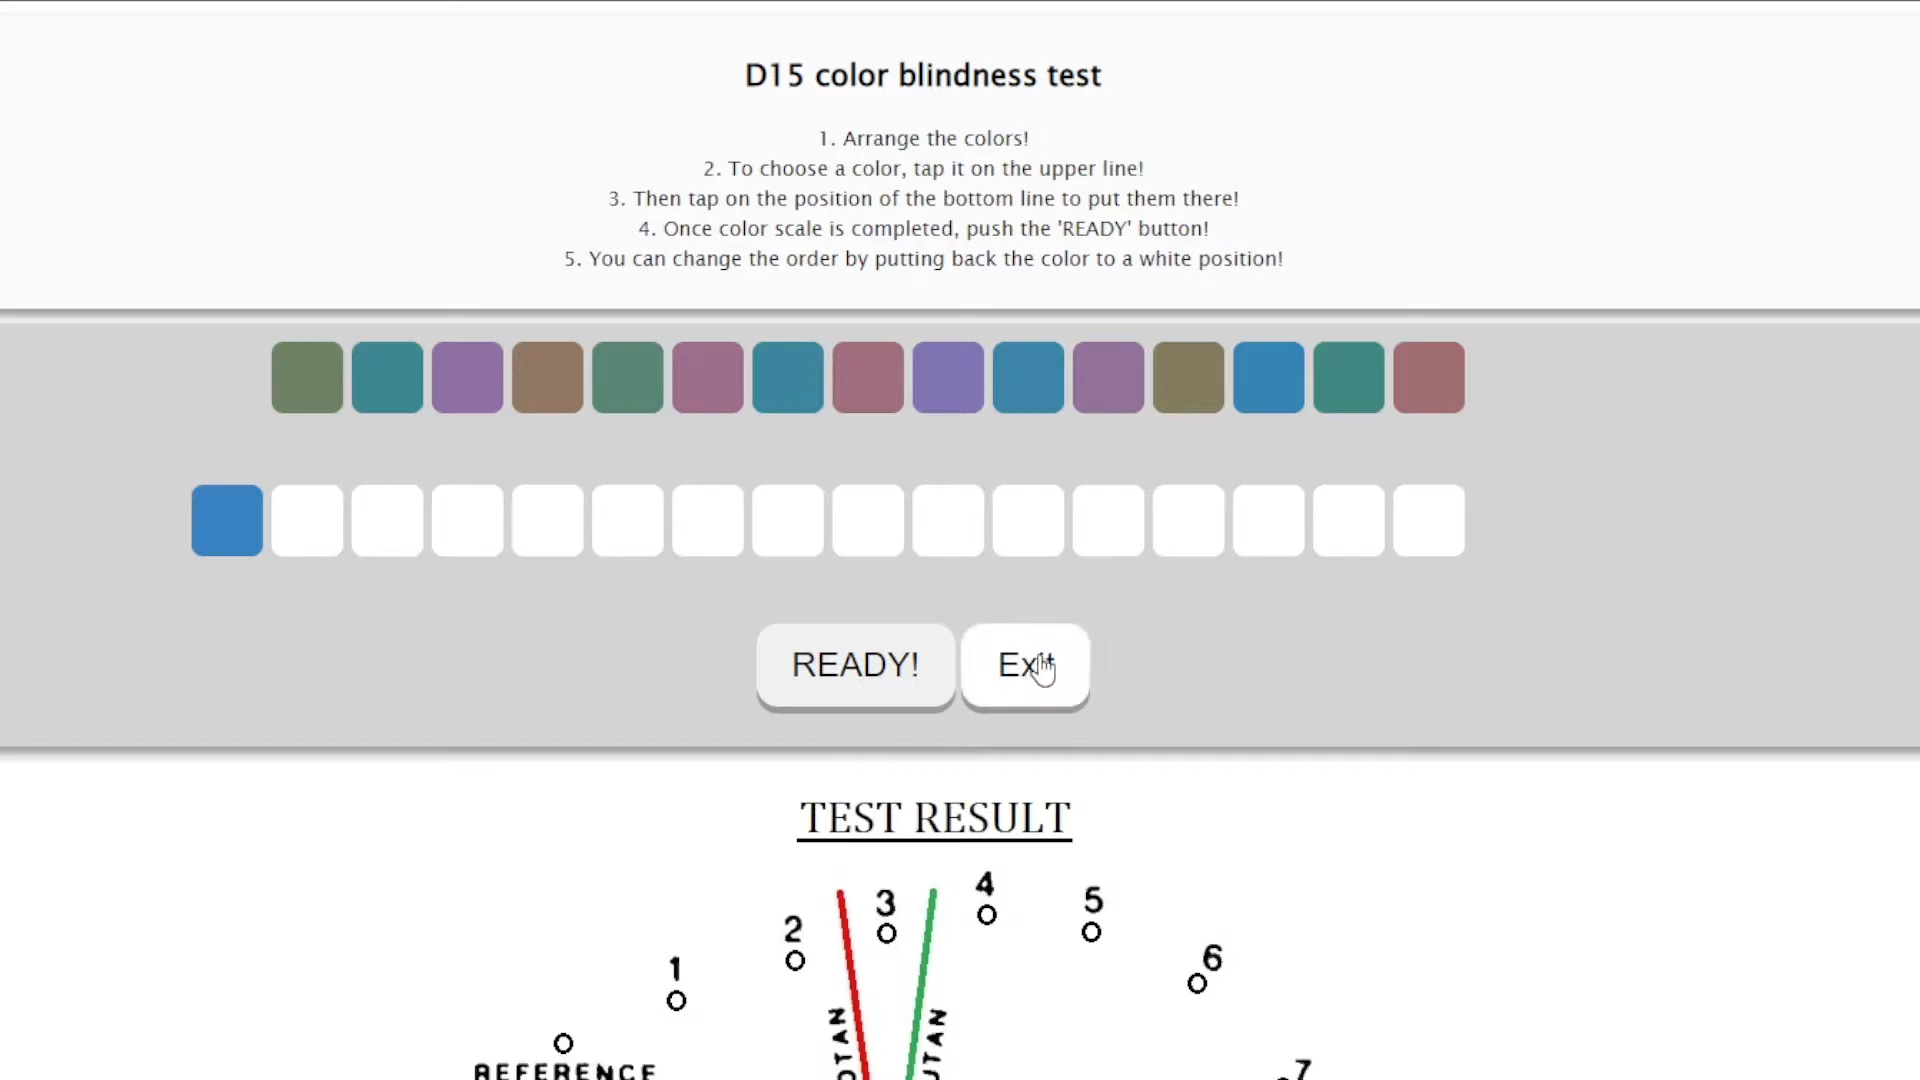 D15 color blindness test
1. Arrange the colors!
2. To choose a color, tap it on the upper line!
3. Then tap on the position of the bottom line to put them there!
4. Once color scale is completed, push the 'READY' button!
5. You can change the order by putting back the color to a white position!
READY!
Exit
TEST RESULT
4
3
5
2
6
1
REFERENCE
7